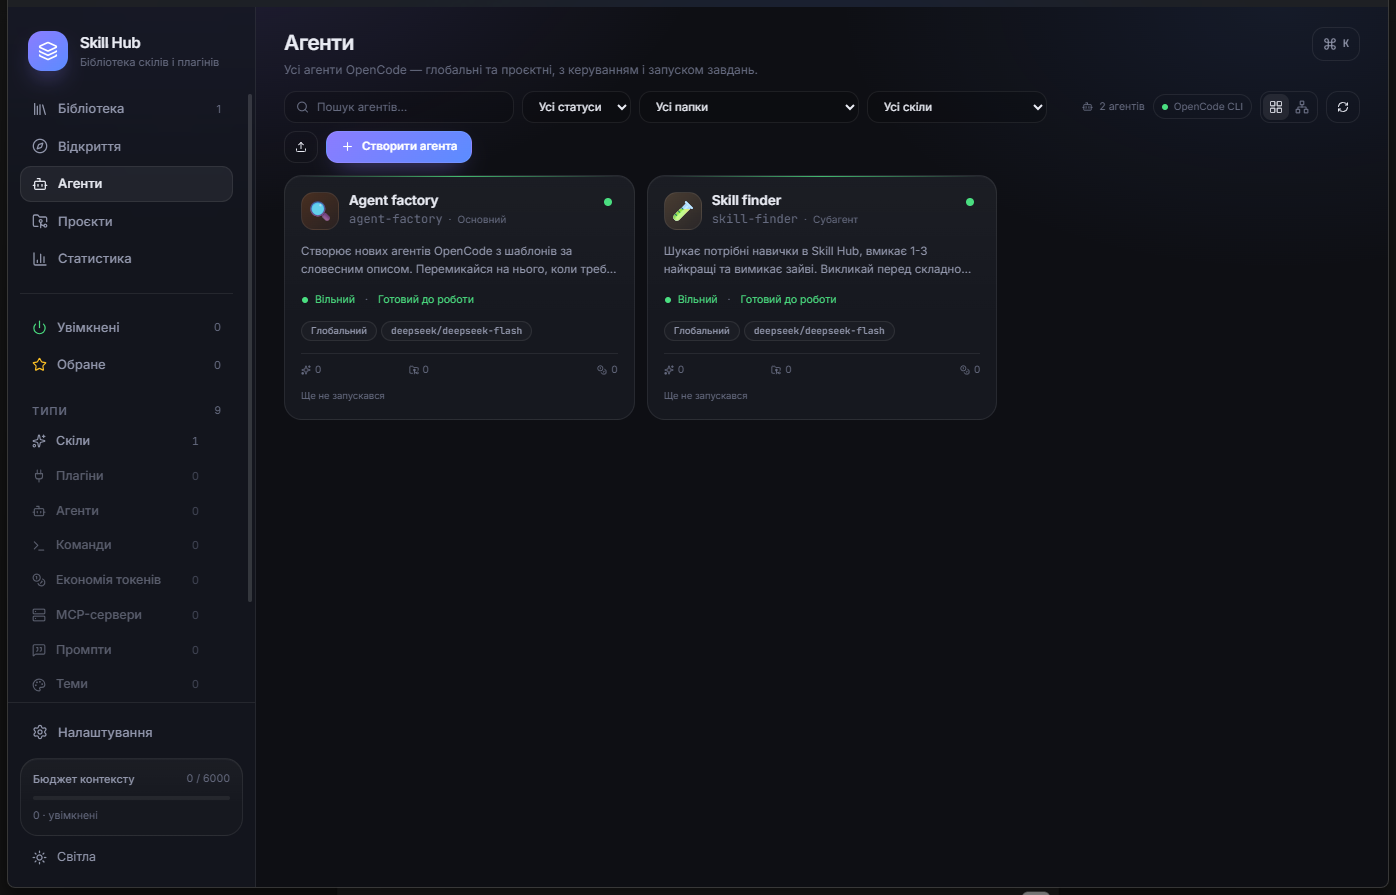 Skill Hub
Бібліотека скілів і плагінів
Бібліотека 1
Відкриття
Агенти
Проєкти
Статистика
Увімкнені 0
Обране 0
ТИПИ 9
Скіли 1
Плагіни 0
Агенти 0
Команди 0
Економія токенів 0
MCP-сервери 0
Промпти 0
Теми 0
Налаштування
Бюджет контексту 0 / 6000
0 · увімкнені
Світла
Агенти
⌘ K
Усі агенти OpenCode — глобальні та проєктні, з керуванням і запуском завдань.
Пошук агентів... Усі статуси Усі папки Усі скіли 2 агентів OpenCode CLI
+ Створити агента
Agent factory
agent-factory · Основний
Створює нових агентів OpenCode з шаблонів за
словесним описом. Перемикайся на нього, коли треб...
Вільний · Готовий до роботи
Глобальний deepseek/deepseek-flash
0 0 0
Ще не запускався
Skill finder
skill-finder · Субагент
Шукає потрібні навички в Skill Hub, вмикає 1-3
найкращі та вимикає зайві. Викликай перед складно...
Вільний · Готовий до роботи
Глобальний deepseek/deepseek-flash
0 0 0
Ще не запускався